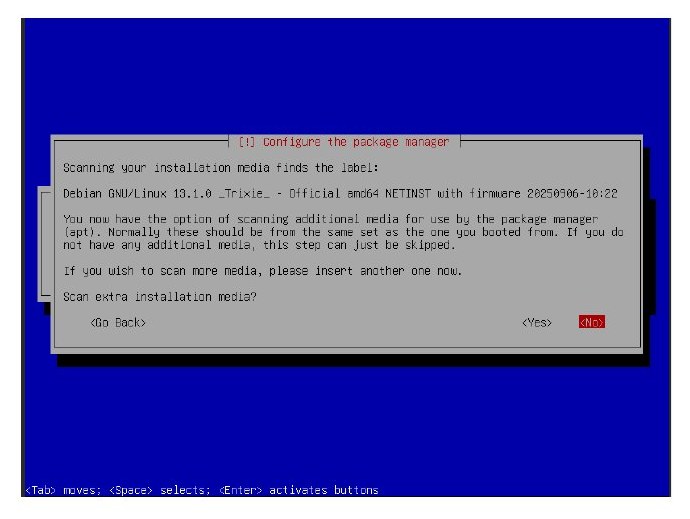 [!] Configure the package manager
Scanning your installation media finds the label:
Debian GNU/Linux 13.1.0 _Trixie_ - Official amd64 NETINST with firmware 20250906-10:22
You now have the option of scanning additional media for use by the package manager
(apt). Normally these should be from the same set as the one you booted from. If you do
not have any additional media, this step can just be skipped.
If you wish to scan more media, please insert another one now.
Scan extra installation media?
<Go Back> <Yes> <No>
<Tab> moves; <Space> selects; <Enter> activates buttons